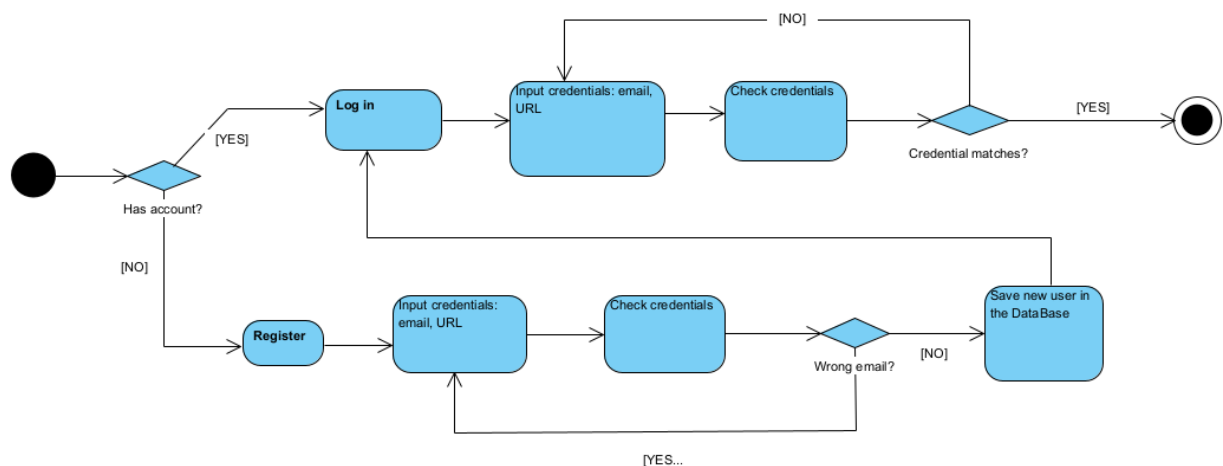 [NO]
Log in
Input credentials: email,
URL
Check credentials
[YES]
[YES]
Credential matches?
Has account?
[NO]
Input credentials:
email, URL
Check credentials
Save new user in
the DataBase
Register
[NO]
Wrong email?
[YES...